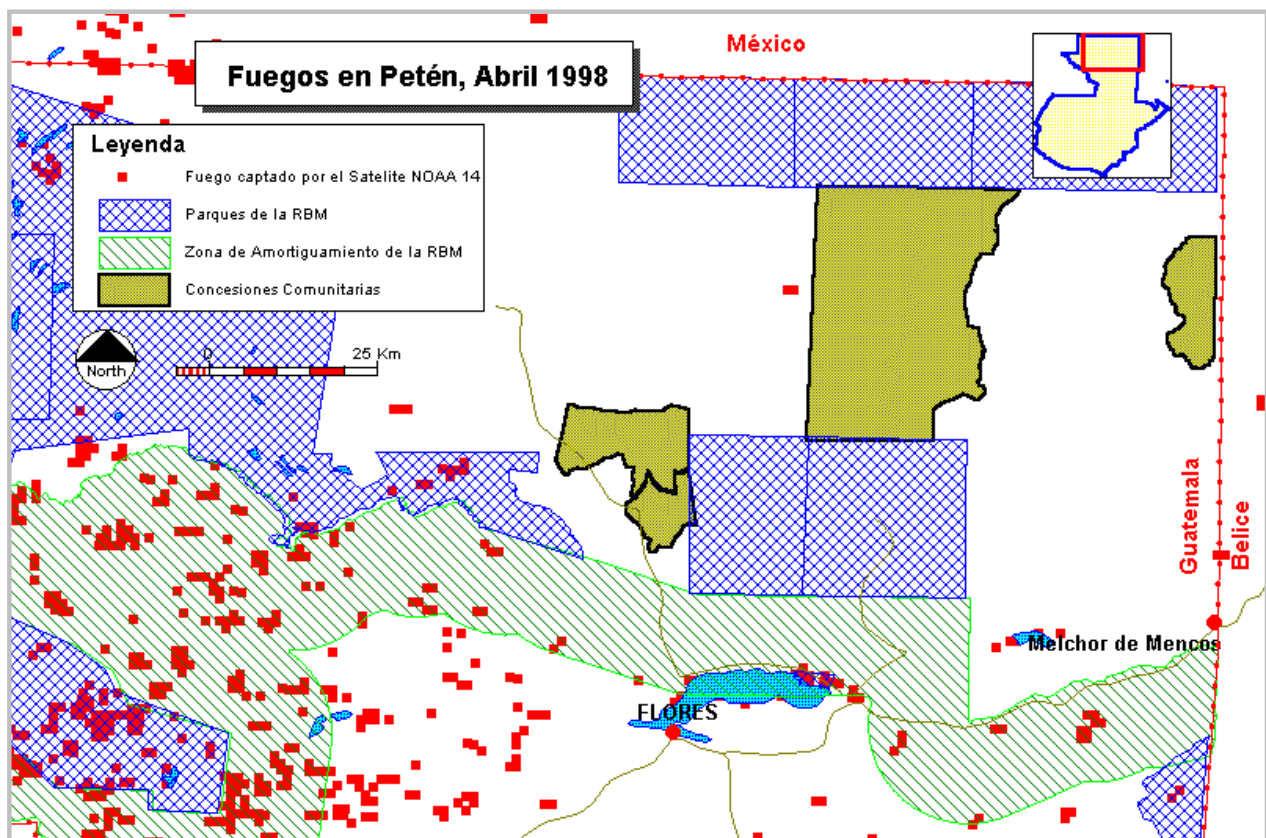 México
Fuegos en Petén, Abril 1998
Leyenda
Fuego captado por el Satelite NOAA 14
Parques de la RBM
Zona de Amortiguamiento de la RBM
Concesiones Comunitarias
0
25 Km
North
Guatemala
Belice
Melchor de Mencos
FLORES